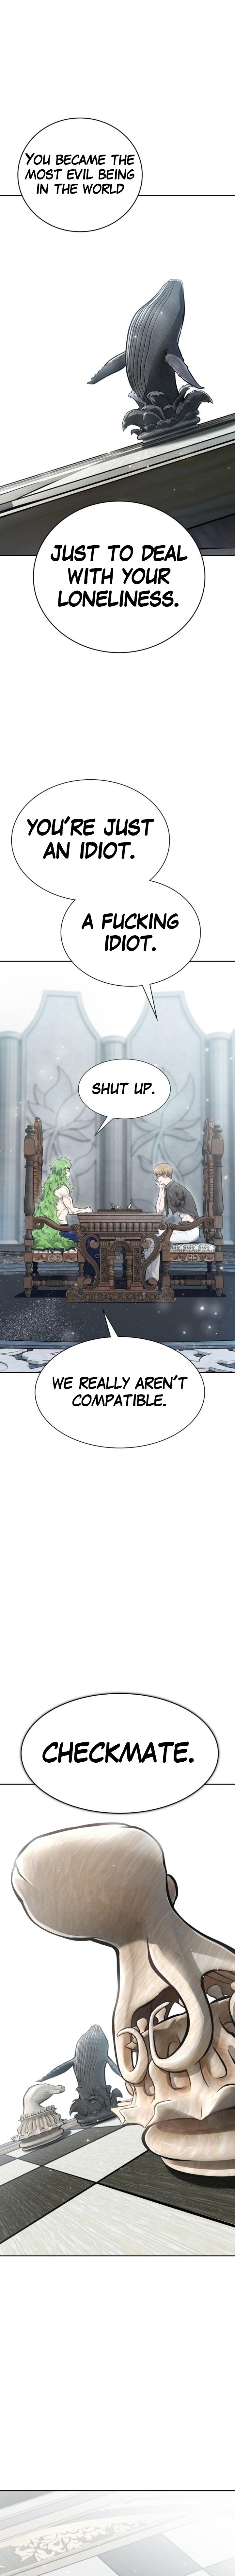 YOU BECAME THE
MOST EVIL BEING
IN THE WORLD
JUST TO DEAL
WITH YOUR
LONELINESS.
YOU'RE JUST
AN IDIOT.
A FUCKING
IDIOT.
SHUT UP.
WE REALLY AREN'T
COMPATIBLE.
CHECKMATE.